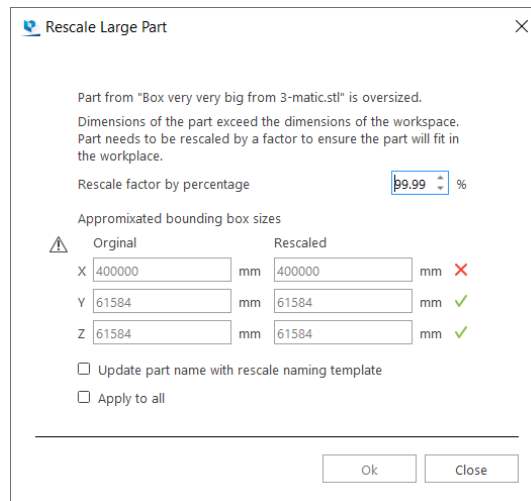 Rescale Large Part
Part from "Box very very big from 3-matic.stl" is oversized.
Dimensions of the part exceed the dimensions of the workspace.
Part needs to be rescaled by a factor to ensure the part will fit in
the workplace.
Rescale factor by percentage 99.99 %
Appromixated bounding box sizes
Orginal Rescaled
X 400000 mm 400000 mm
Y 61584 mm 61584 mm
Z 61584 mm 61584 mm
Update part name with rescale naming template
Apply to all
Ok Close